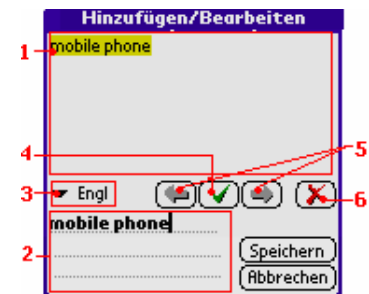 Hinzufügen/Bearbeiten
1
mobile phone
4
5
3
Engl
6
mobile phone
2
Speichern
Abbrechen